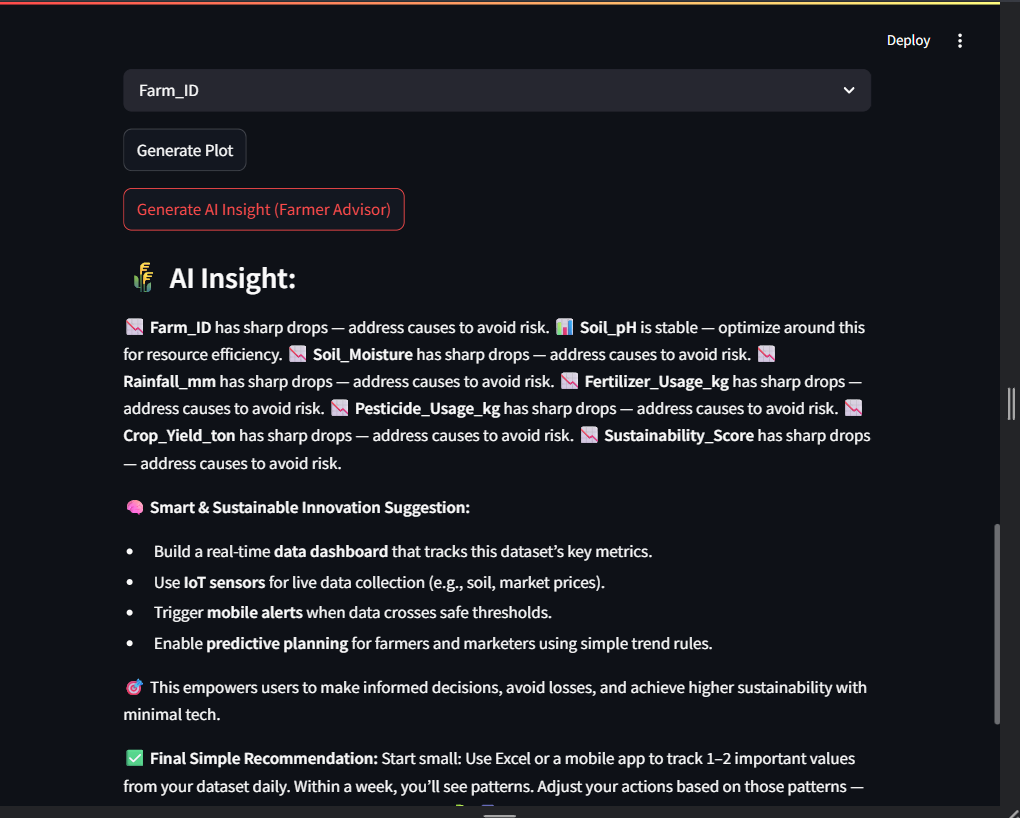 Deploy
Farm_ID
Generate Plot
Generate AI Insight (Farmer Advisor)
AI Insight:
Farm_ID has sharp drops — address causes to avoid risk. Soil_pH is stable — optimize around this
for resource efficiency. Soil_Moisture has sharp drops — address causes to avoid risk.
Rainfall_mm has sharp drops — address causes to avoid risk. Fertilizer_Usage_kg has sharp drops —
address causes to avoid risk. Pesticide_Usage_kg has sharp drops — address causes to avoid risk.
Crop_Yield_ton has sharp drops — address causes to avoid risk. Sustainability_Score has sharp drops
— address causes to avoid risk.
Smart & Sustainable Innovation Suggestion:
• Build a real-time data dashboard that tracks this dataset’s key metrics.
• Use IoT sensors for live data collection (e.g., soil, market prices).
• Trigger mobile alerts when data crosses safe thresholds.
• Enable predictive planning for farmers and marketers using simple trend rules.
This empowers users to make informed decisions, avoid losses, and achieve higher sustainability with
minimal tech.
Final Simple Recommendation: Start small: Use Excel or a mobile app to track 1–2 important values
from your dataset daily. Within a week, you’ll see patterns. Adjust your actions based on those patterns —